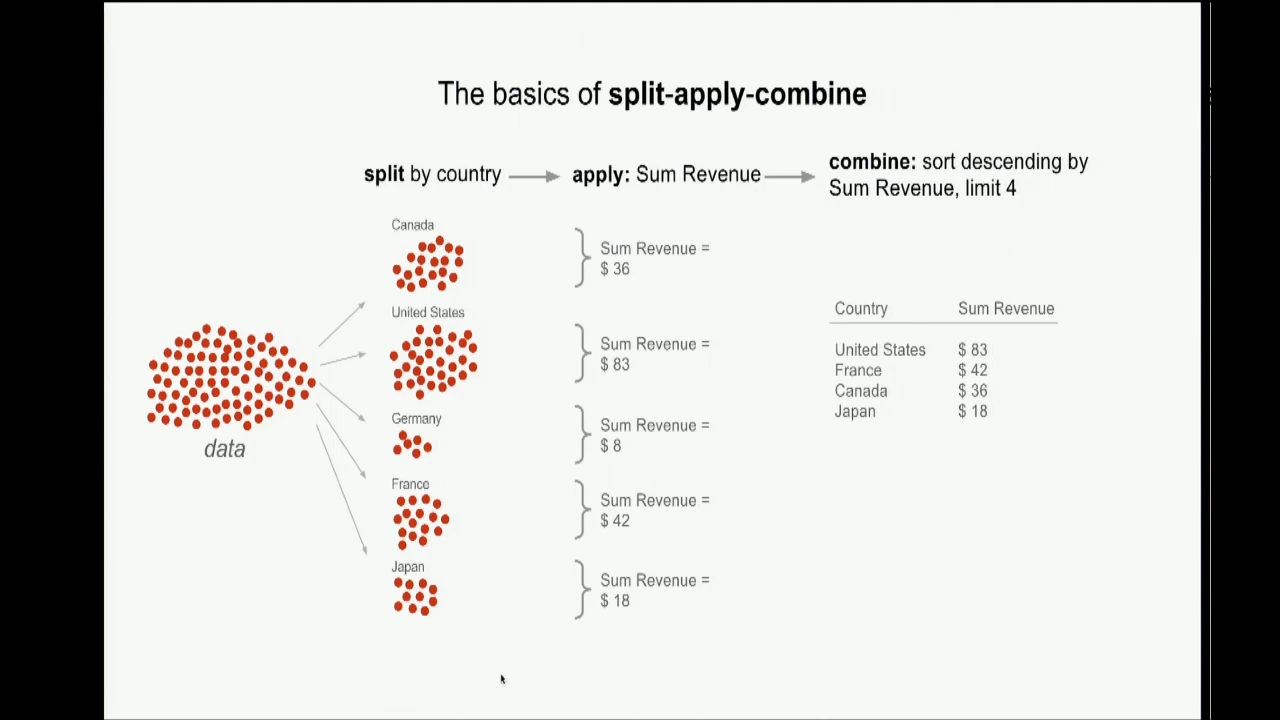 The basics of split-apply-combine
split by country
apply: Sum Revenue
combine: sort descending by
Sum Revenue, limit 4
Canada
Sum Revenue =
$ 36
United States
Sum Revenue =
$ 83
Germany
Sum Revenue =
$ 8
France
Sum Revenue =
$ 42
Japan
Sum Revenue =
$ 18
data
Country Sum Revenue
United States $ 83
France $ 42
Canada $ 36
Japan $ 18